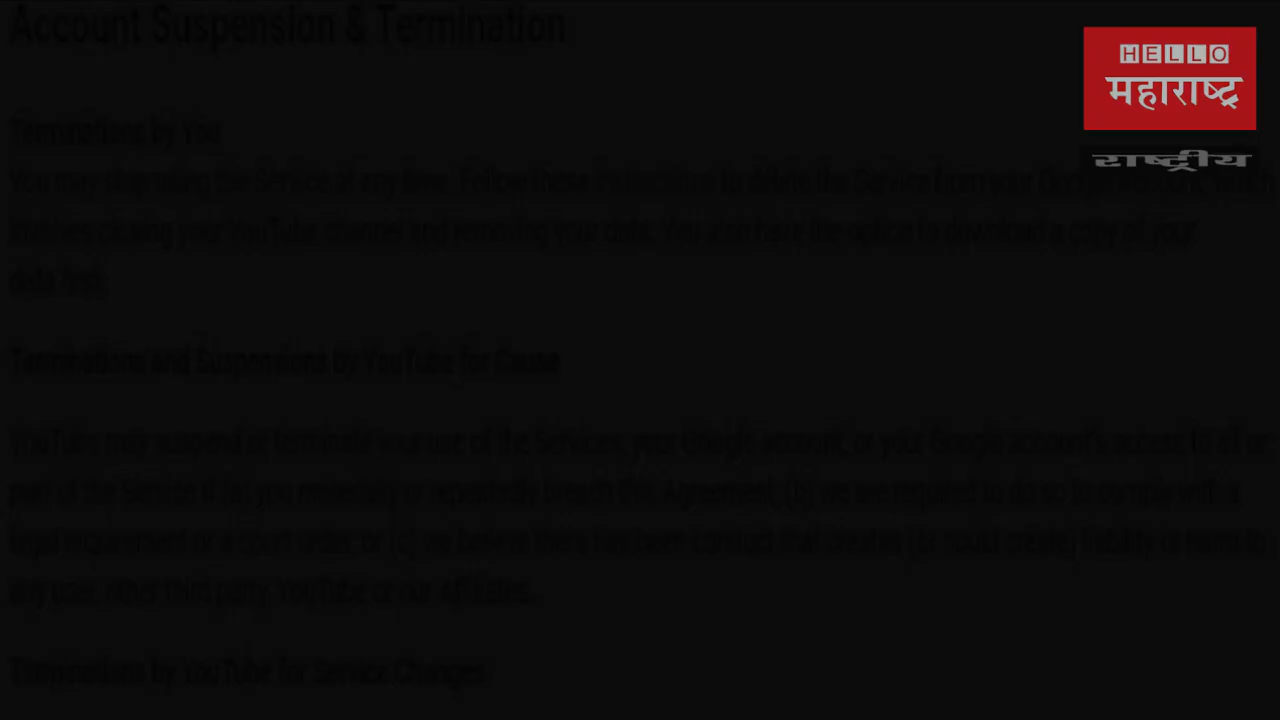 Account Suspension & Termination
HELLO
महाराष्ट्र
राष्ट्रीय
Terminations by You
You may stop using the Service at any time. Follow these instructions to delete the Service from your Google Account, which
involves closing your YouTube channel and removing your data. You also have the option to download a copy of your
data first.
Terminations and Suspensions by YouTube for Cause
YouTube may suspend or terminate your use of the Services, your Google account, or your Google account's access to all or
part of the Service if (a) you materially or repeatedly breach this Agreement; (b) we are required to do so to comply with a
legal requirement or a court order; or (c) we believe there has been conduct that creates (or could create) liability or harm to
any user, other third party, YouTube or our Affiliates.
Terminations by YouTube for Service Changes